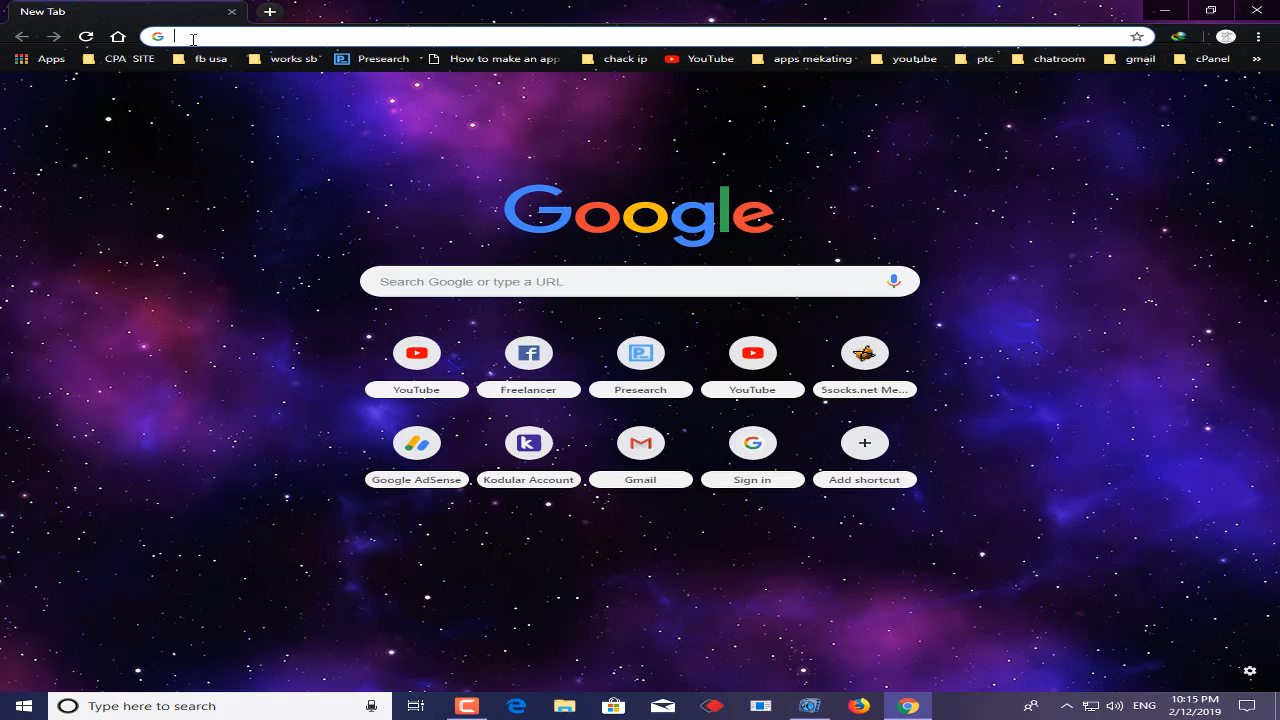 New Tab
Apps CPA SITE fb usa works sb Presearch How to make an app chack ip YouTube apps mekating youtube ptc chatroom gmail cPanel »
Google
Search Google or type a URL
YouTube Freelancer Presearch YouTube 5socks.net Me...
Google AdSense Kodular Account Gmail Sign in Add shortcut
Type here to search
ENG
10:15 PM
2/12/2019